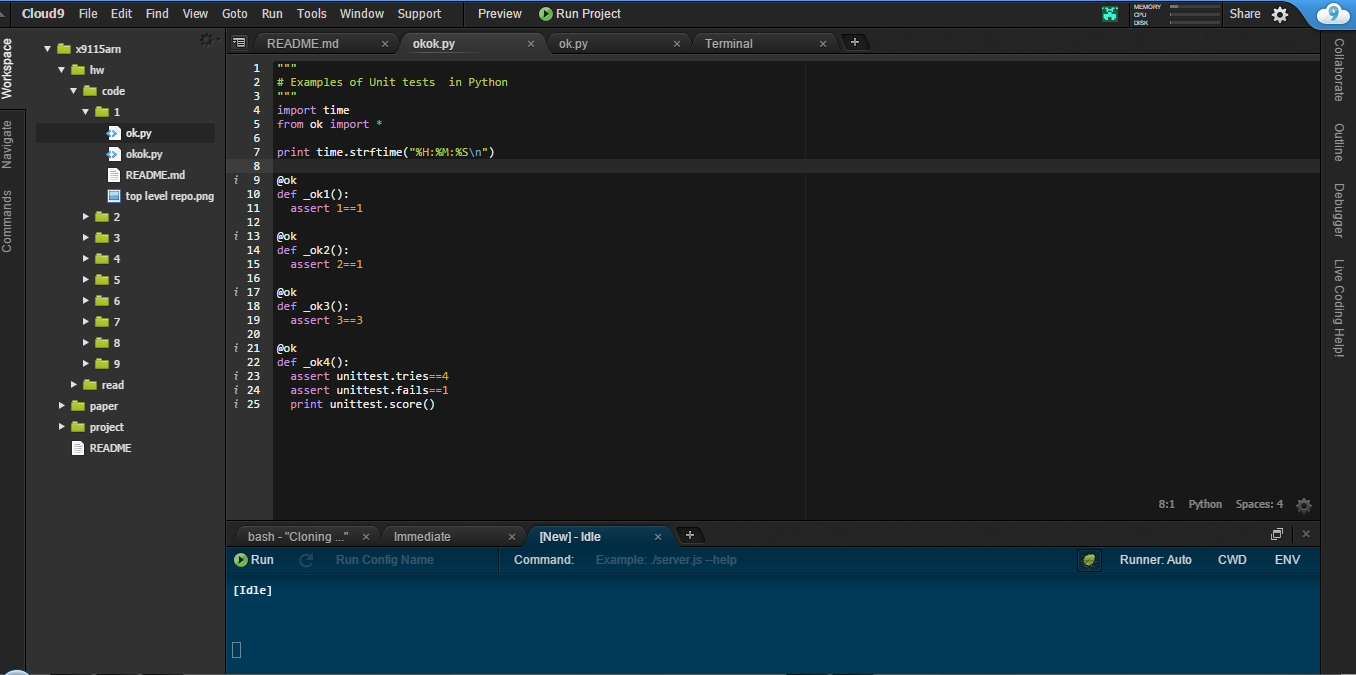 Cloud9 File Edit Find View Goto Run Tools Window Support Preview Run Project MEMORY CPU DISK Share 9
Workspace
Navigate
Commands
x9115arn
hw
code
1
ok.py
okok.py
README.md
top level repo.png
2
3
4
5
6
7
8
9
read
paper
project
README
README.md × okok.py × ok.py × Terminal × +
1 """
2 # Examples of Unit tests  in Python
3 """
4 import time
5 from ok import *
6
7 print time.strftime("%H:%M:%S\n")
8
i 9 @ok
10 def _ok1():
11   assert 1==1
12
i 13 @ok
14 def _ok2():
15   assert 2==1
16
i 17 @ok
18 def _ok3():
19   assert 3==3
20
i 21 @ok
22 def _ok4():
i 23   assert unittest.tries==4
i 24   assert unittest.fails==1
i 25   print unittest.score()
8:1 Python Spaces: 4
bash - "Cloning ..." × Immediate × [New] - Idle × +
Run Run Config Name Command: Example: ./server.js --help Runner: Auto CWD ENV
[Idle]
Collaborate
Outline
Debugger
Live Coding Help!